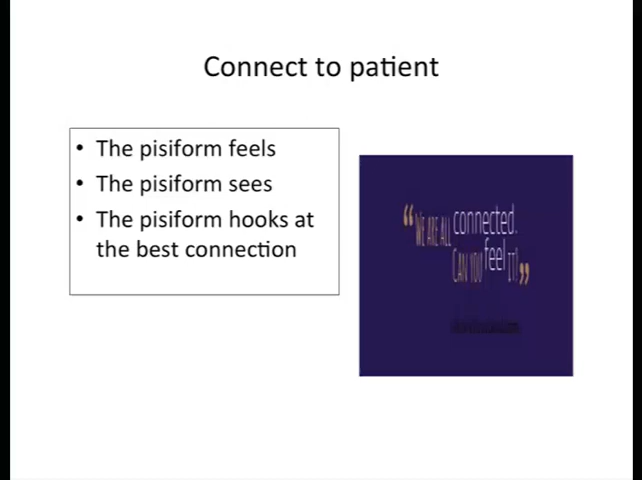 Connect to patient
• The pisiform feels
• The pisiform sees
• The pisiform hooks at
the best connection
“WE ARE ALL connected.
CAN YOU feel IT!”